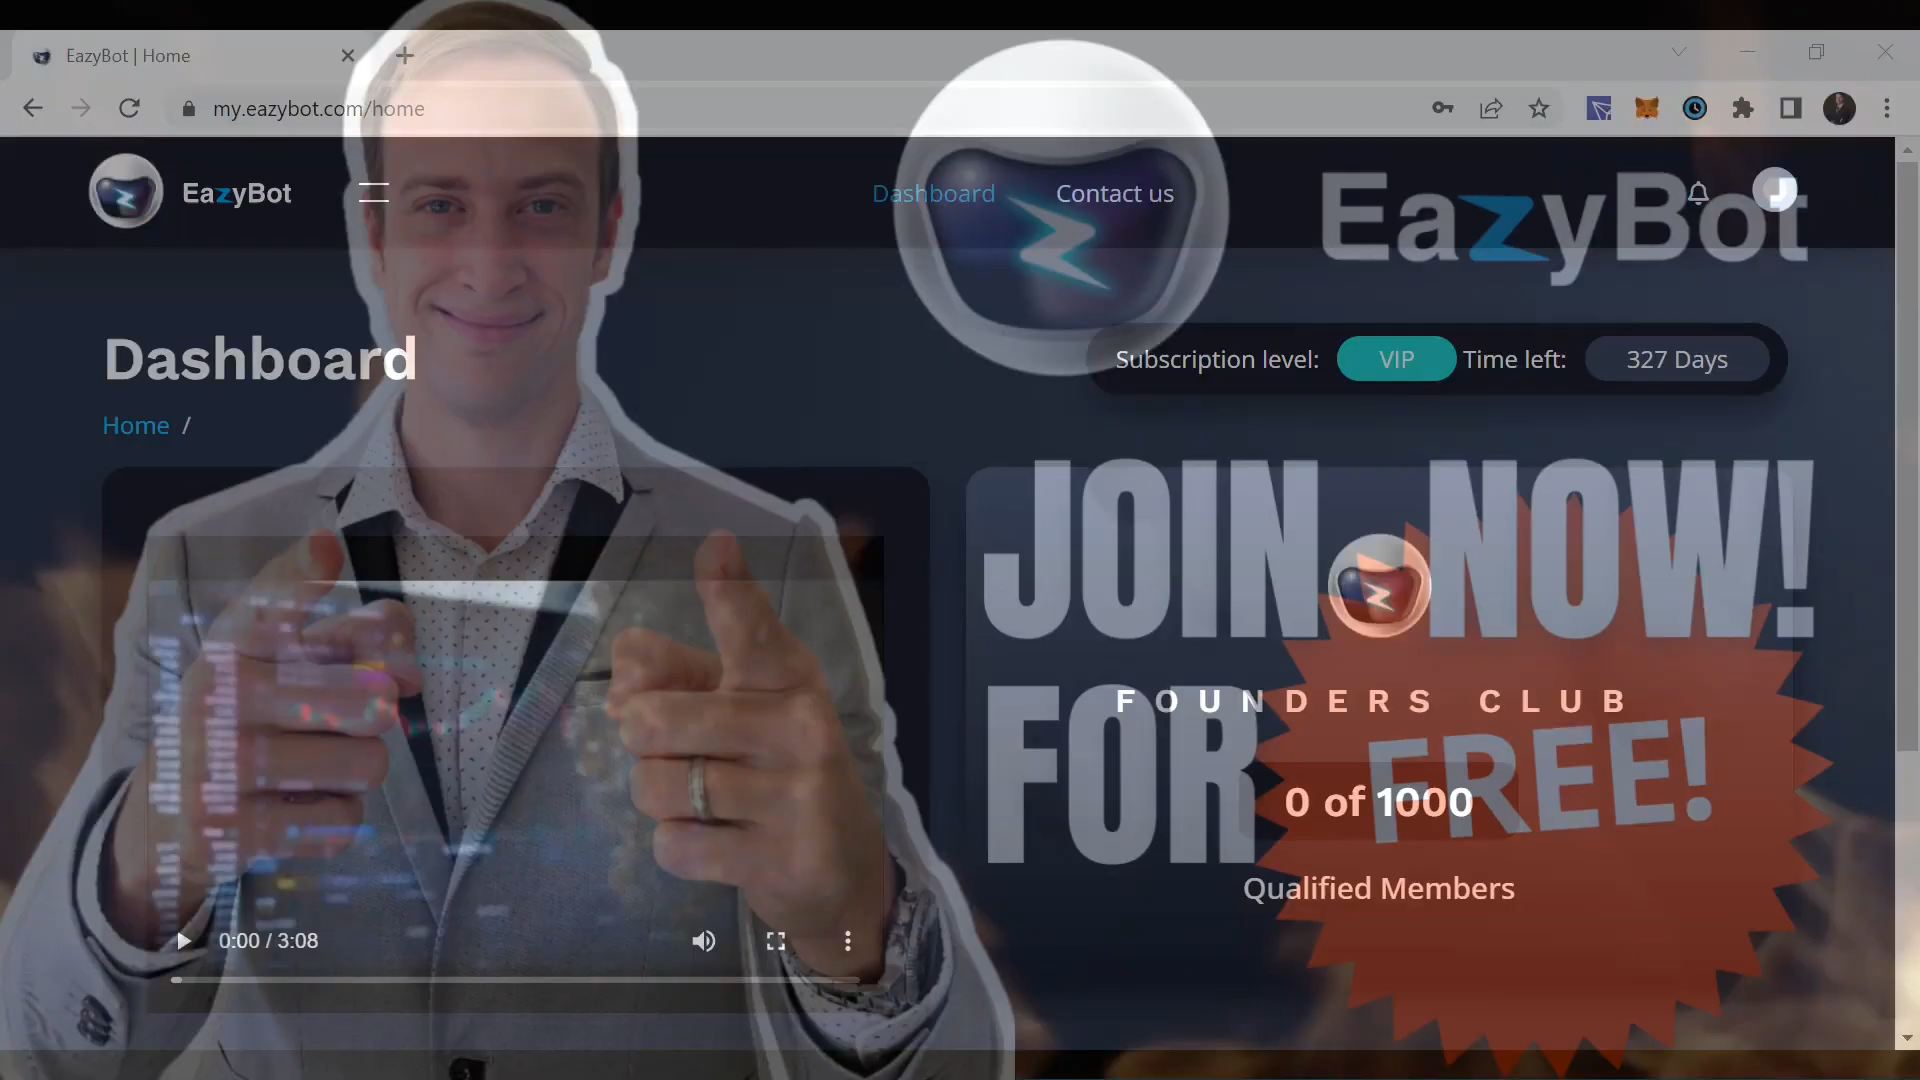 EazyBot | Home
my.eazybot.com/home
EazyBot
Dashboard
Contact us
EazyBot
Dashboard
Subscription level:
VIP
Time left:
327 Days
Home /
JOIN NOW!
FOUNDERS CLUB
FOR
FREE!
0 of 1000
Qualified Members
0:00 / 3:08